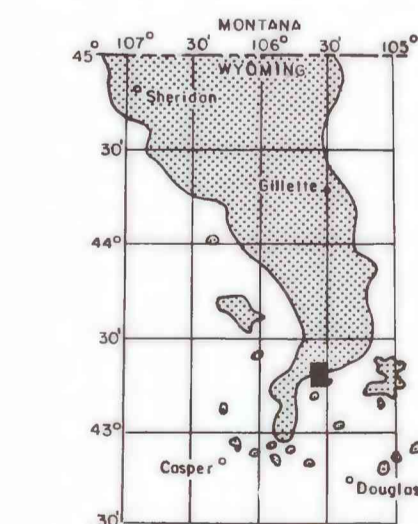 MONTANA
107° 30' 106° 30' 105°
45°
WYOMING
Sheridan
30'
Gillette
44°
30'
43°
Casper
Douglas
30'